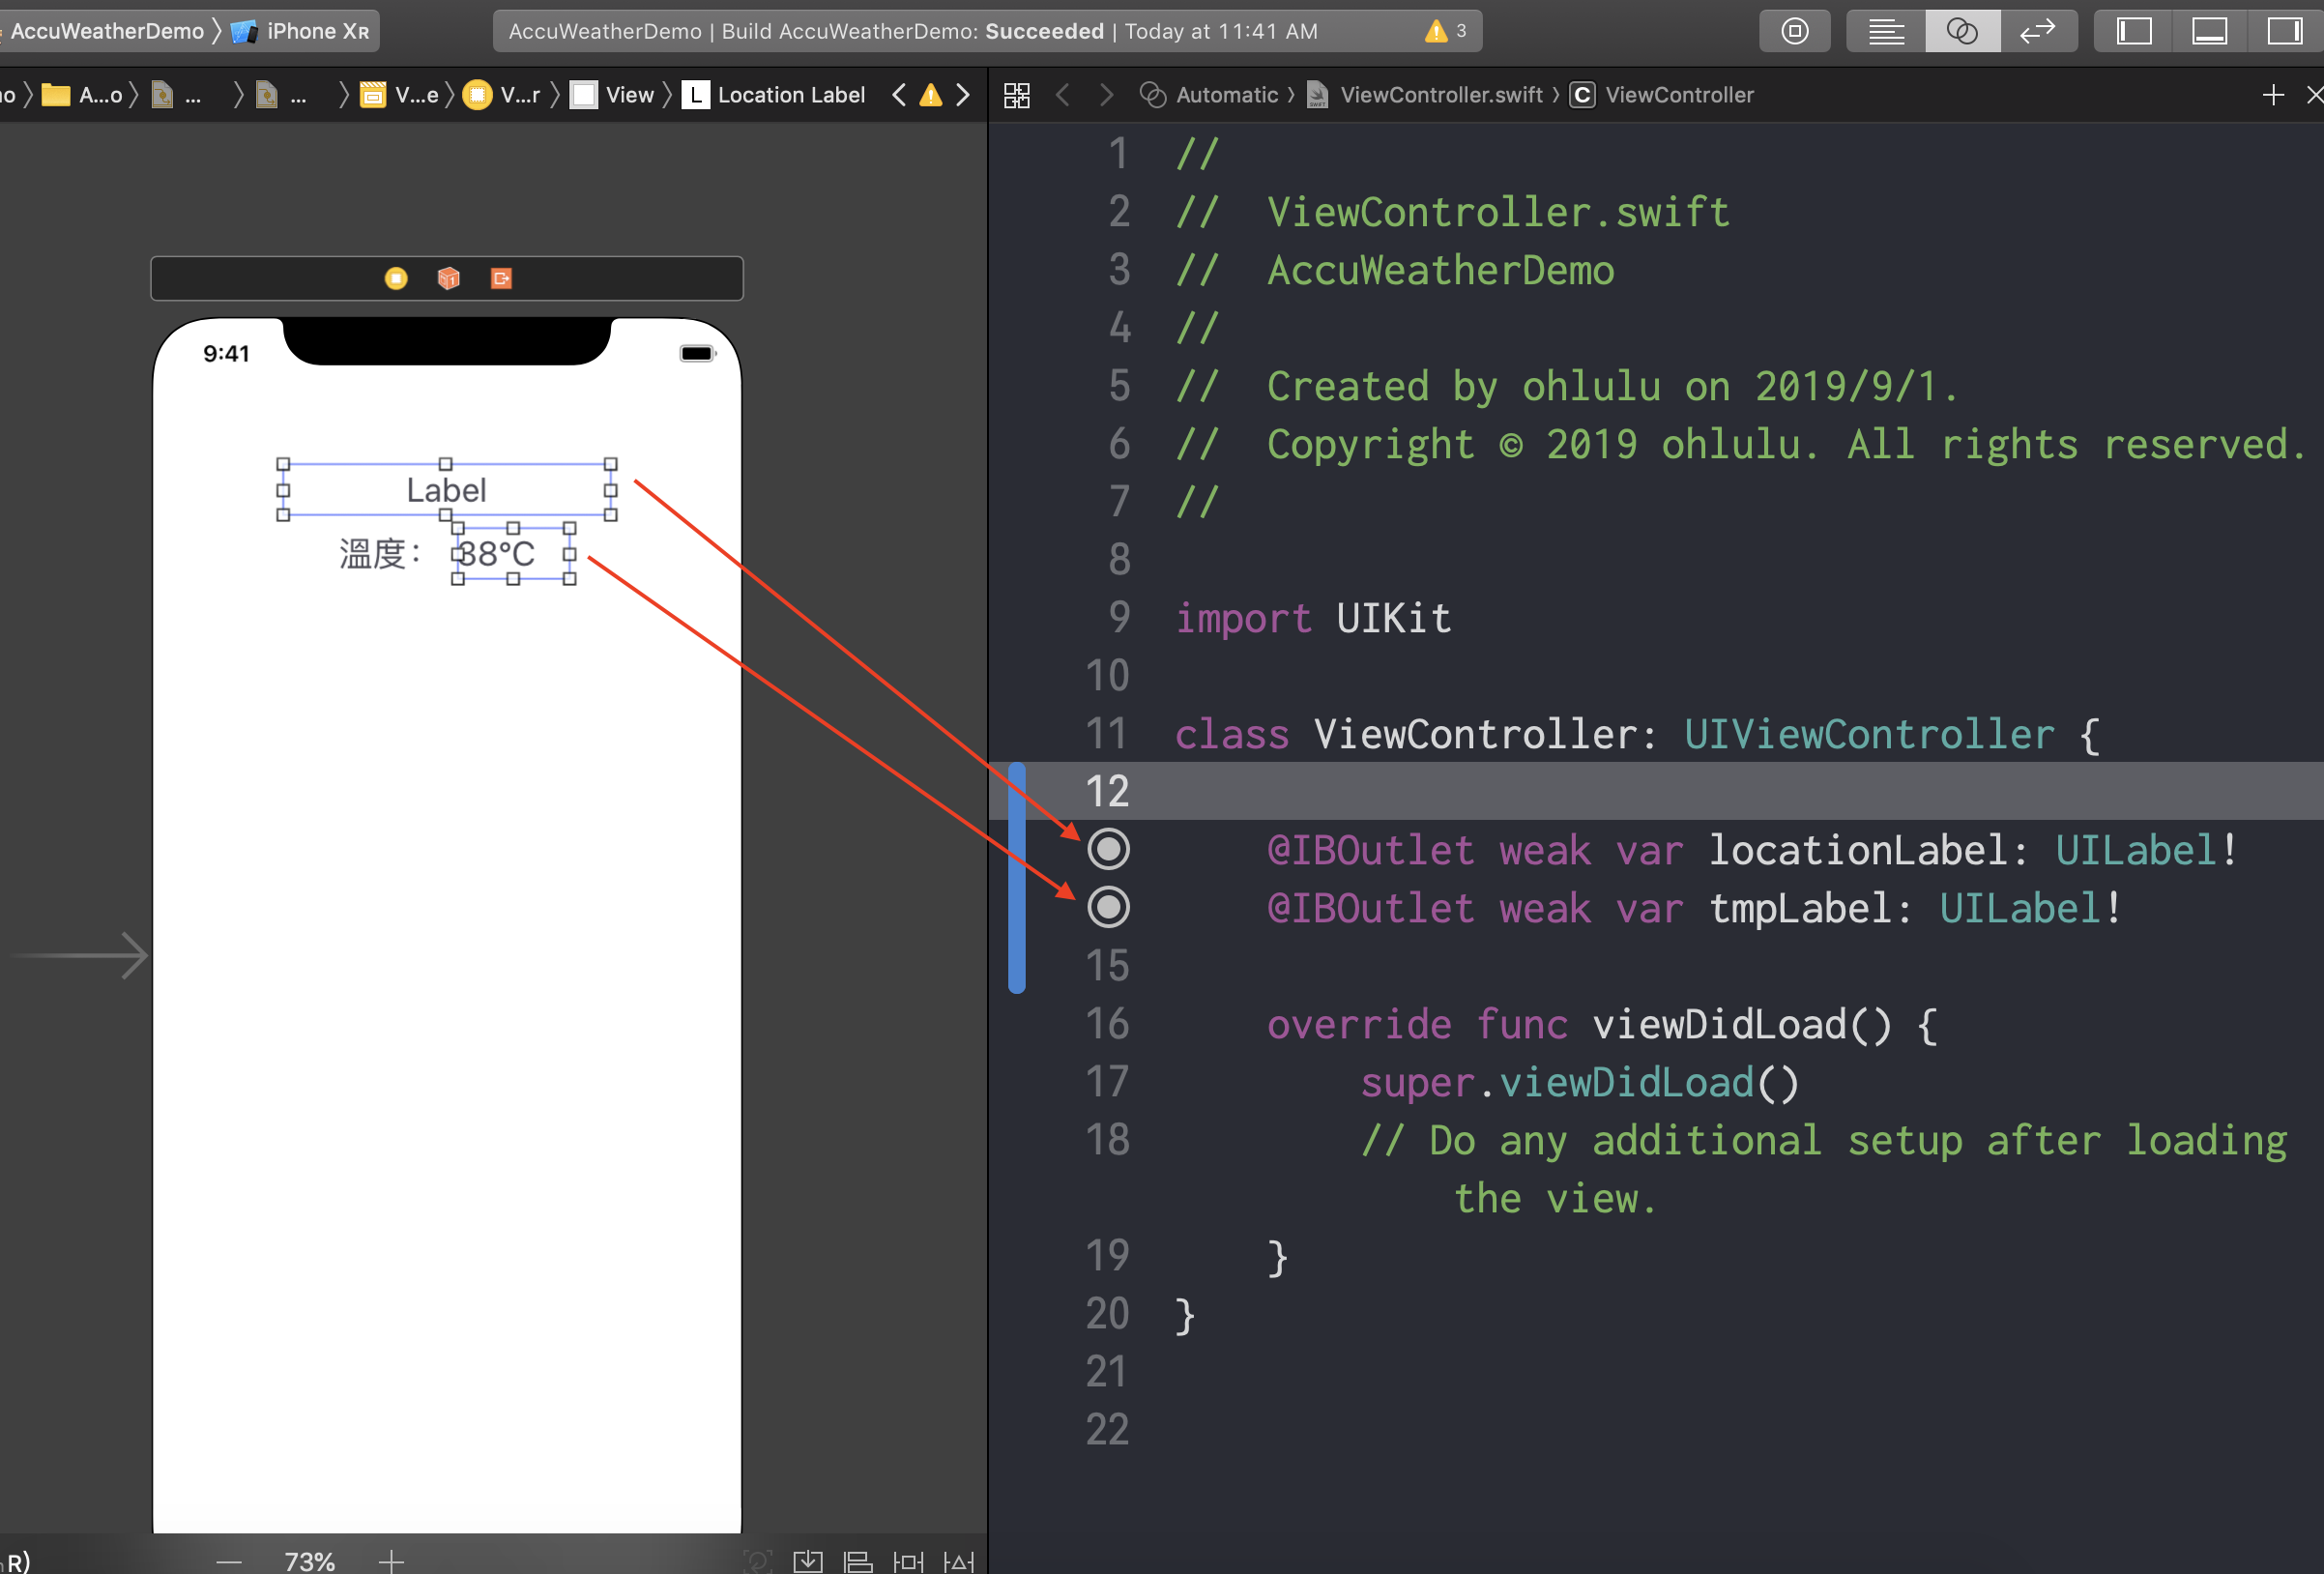 AccuWeatherDemo 〉 iPhone XR
AccuWeatherDemo | Build AccuWeatherDemo: Succeeded | Today at 11:41 AM
3
A...o 〉 ... 〉 ... 〉 V...e 〉 V...r 〉 View 〉 L Location Label
Automatic 〉 ViewController.swift 〉 C ViewController
9:41
Label
溫度：
38°C
R)
73%
1 //
2 //  ViewController.swift
3 //  AccuWeatherDemo
4 //
5 //  Created by ohlulu on 2019/9/1.
6 //  Copyright © 2019 ohlulu. All rights reserved.
7 //
8
9 import UIKit
10
11 class ViewController: UIViewController {
12
@IBOutlet weak var locationLabel: UILabel!
@IBOutlet weak var tmpLabel: UILabel!
15
16 override func viewDidLoad() {
17 super.viewDidLoad()
18 // Do any additional setup after loading
the view.
19 }
20 }
21
22